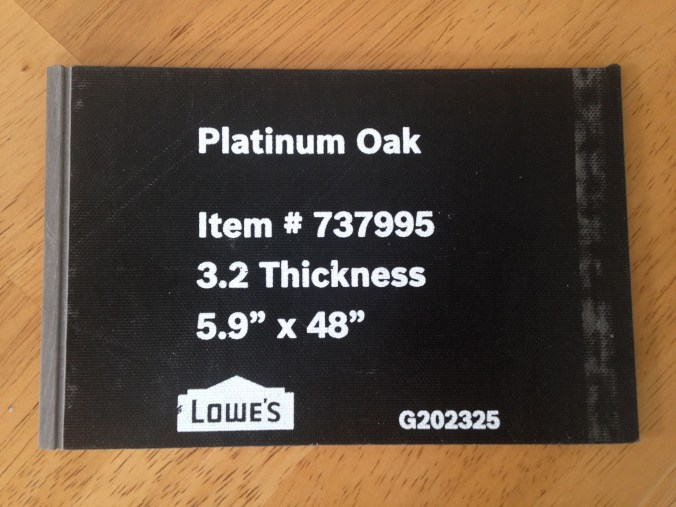 Platinum Oak
Item # 737995
3.2 Thickness
5.9” x 48”
LOWE'S
G202325